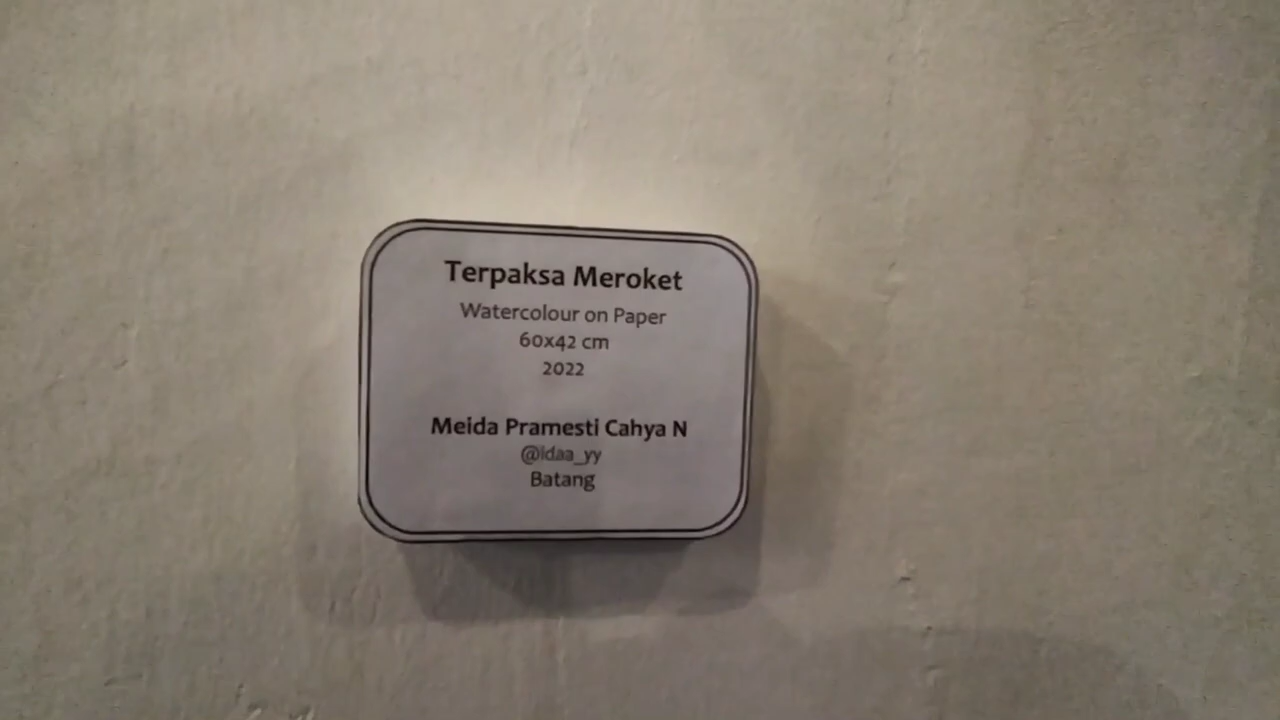 Terpaksa Meroket
Watercolour on Paper
60x42 cm
2022
Meida Pramesti Cahya N
@idaa_yy
Batang